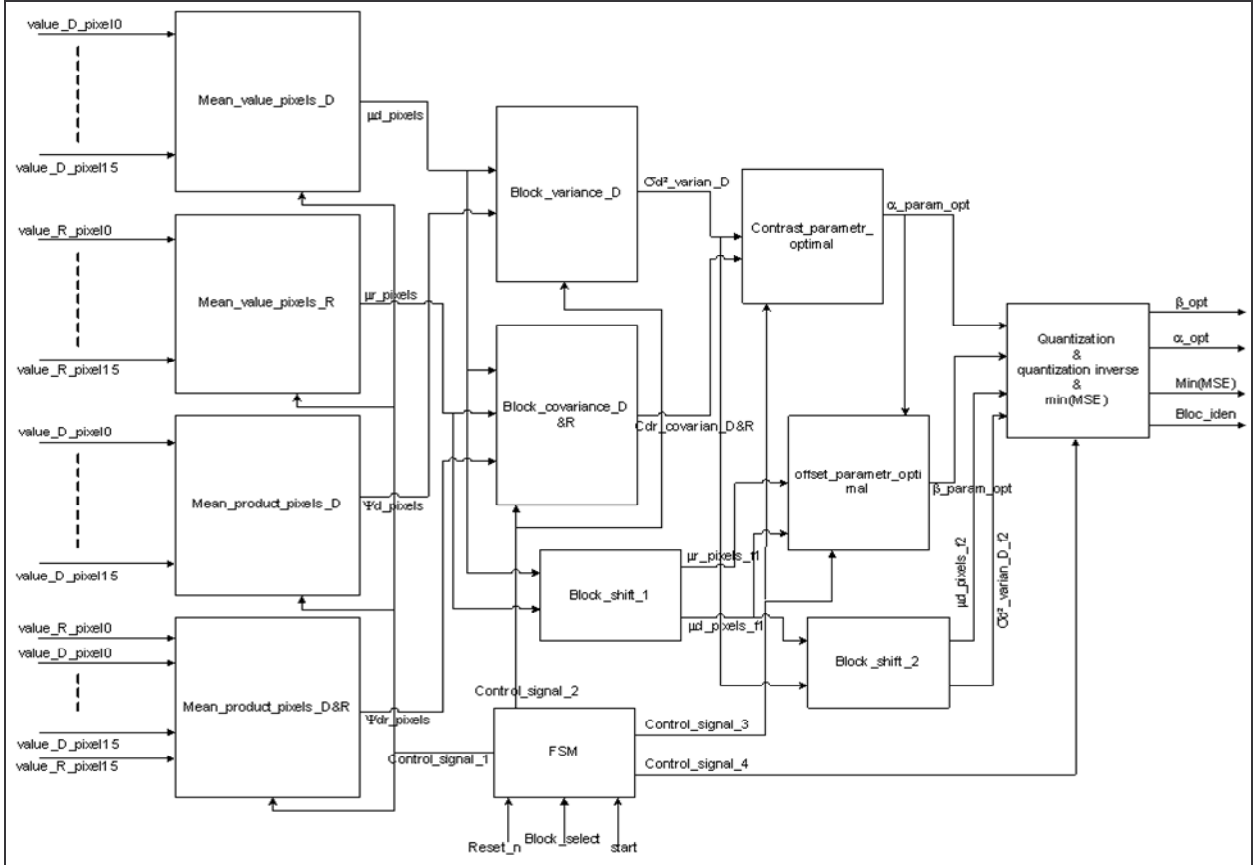 value_D_pixel0
value_D_pixel15
Mean_value_pixels_D
μd_pixels
value_R_pixel0
value_R_pixel15
Mean_value_pixels_R
μr_pixels
value_D_pixel0
value_D_pixel15
Mean_product_pixels_D
Ψd_pixels
value_R_pixel0
value_D_pixel0
value_D_pixel15
value_R_pixel15
Mean_product_pixels_D&R
Ψdr_pixels
Block_variance_D
σd²_varian_D
Block_covariance_D
&R
Cdr_covarian_D&R
Contrast_parametr_
optimal
α_param_opt
offset_parametr_opti
mal
β_param_opt
Block_shift_1
μr_pixels_f1
μd_pixels_f1
Block_shift_2
μd_pixels_f2
σd²_varian_D_f2
Quantization
&
quantization inverse
&
min(MSE)
β_opt
α_opt
Min(MSE)
Bloc_iden
FSM
Control_signal_1
Control_signal_2
Control_signal_3
Control_signal_4
Reset_n
Block_select
start